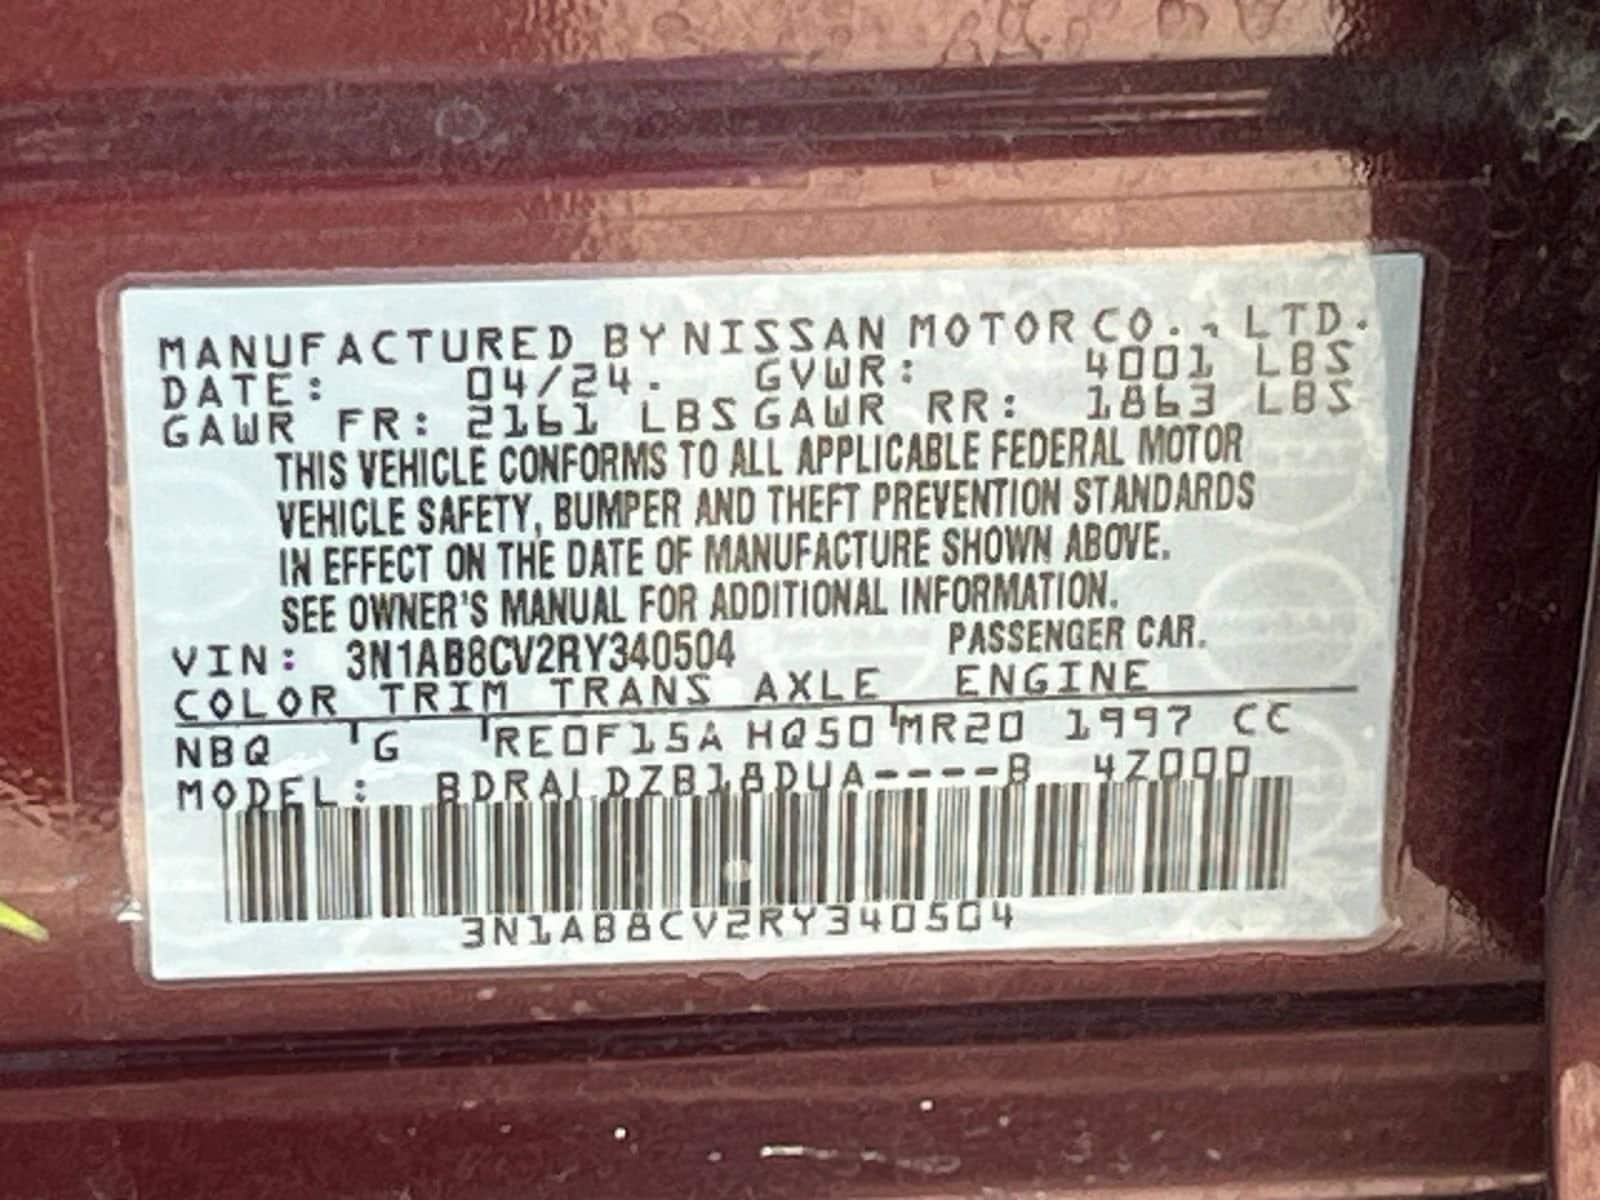 MANUFACTURED BY NISSAN MOTOR CO., LTD.
DATE: 04/24. GVWR: 4001 LBS
GAWR FR: 2161 LBS GAWR RR: 1863 LBS
THIS VEHICLE CONFORMS TO ALL APPLICABLE FEDERAL MOTOR
VEHICLE SAFETY, BUMPER AND THEFT PREVENTION STANDARDS
IN EFFECT ON THE DATE OF MANUFACTURE SHOWN ABOVE.
SEE OWNER'S MANUAL FOR ADDITIONAL INFORMATION.
VIN: 3N1AB8CV2RY340504 PASSENGER CAR.
COLOR TRIM TRANS AXLE ENGINE
NBQ G RE0F15A HQ50 MR20 1997 CC
MODEL: BDRALDZB18DUA----B 4Z000
3N1AB8CV2RY340504